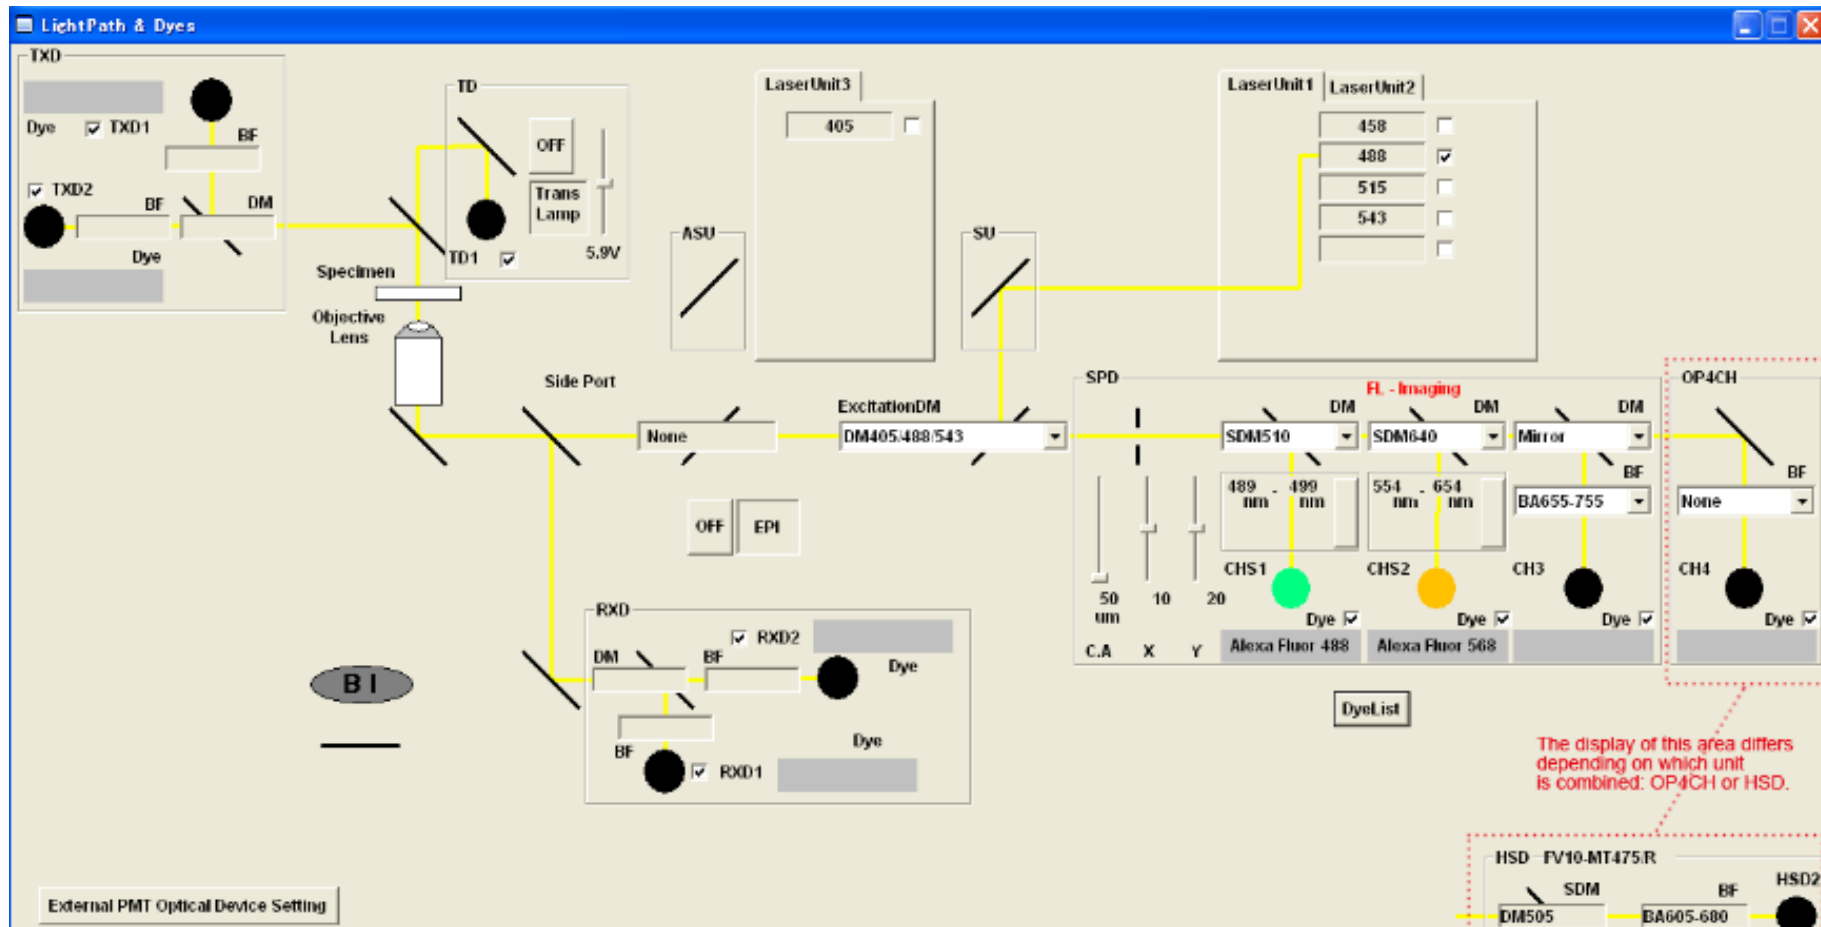 LightPath & Dyes
TXD
Dye
TXD1
BF
TXD2
BF
DM
Dye
TD
OFF
Trans
Lamp
TD1
5.9V
Specimen
Objective
Lens
LaserUnit3
405
ASU
SU
LaserUnit1
LaserUnit2
458
488
515
543
Side Port
None
ExcitationDM
DM405/488/543
OFF
EPI
SPD
FL - Imaging
DM
DM
DM
SDM510
SDM640
Mirror
489 nm - 499 nm
554 nm - 654 nm
BF
BA655-755
CHS1
CHS2
CH3
50 um
10
20
C.A
X
Y
Dye
Dye
Dye
Alexa Fluor 488
Alexa Fluor 568
OP4CH
BF
None
CH4
Dye
DyeList
RXD
RXD2
DM
BF
Dye
BF
RXD1
Dye
B I
The display of this area differs
depending on which unit
is combined: OP4CH or HSD.
HSD FV10-MT475/R
SDM
BF
HSD2
DM505
BA605-680
External PMT Optical Device Setting